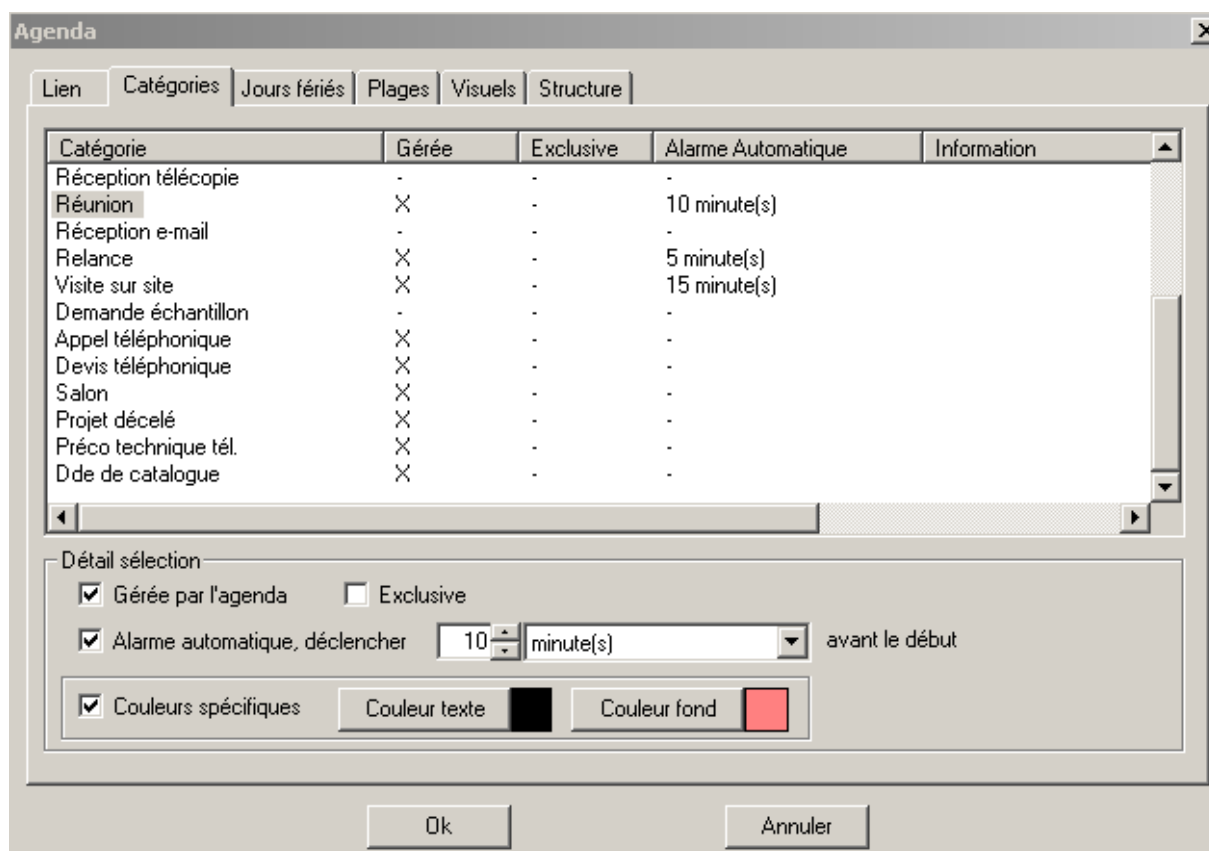 Agenda
Lien Catégories Jours fériés Plages Visuels Structure
Catégorie Gérée Exclusive Alarme Automatique Information
Réception télécopie - - -
Réunion X - 10 minute(s)
Réception e-mail - - -
Relance X - 5 minute(s)
Visite sur site X - 15 minute(s)
Demande échantillon - - -
Appel téléphonique X - -
Devis téléphonique X - -
Salon X - -
Projet décelé X - -
Préco technique tél. X - -
Dde de catalogue X - -
Détail sélection
Gérée par l'agenda Exclusive
Alarme automatique, déclencher 10 minute(s) avant le début
Couleurs spécifiques Couleur texte Couleur fond
Ok Annuler